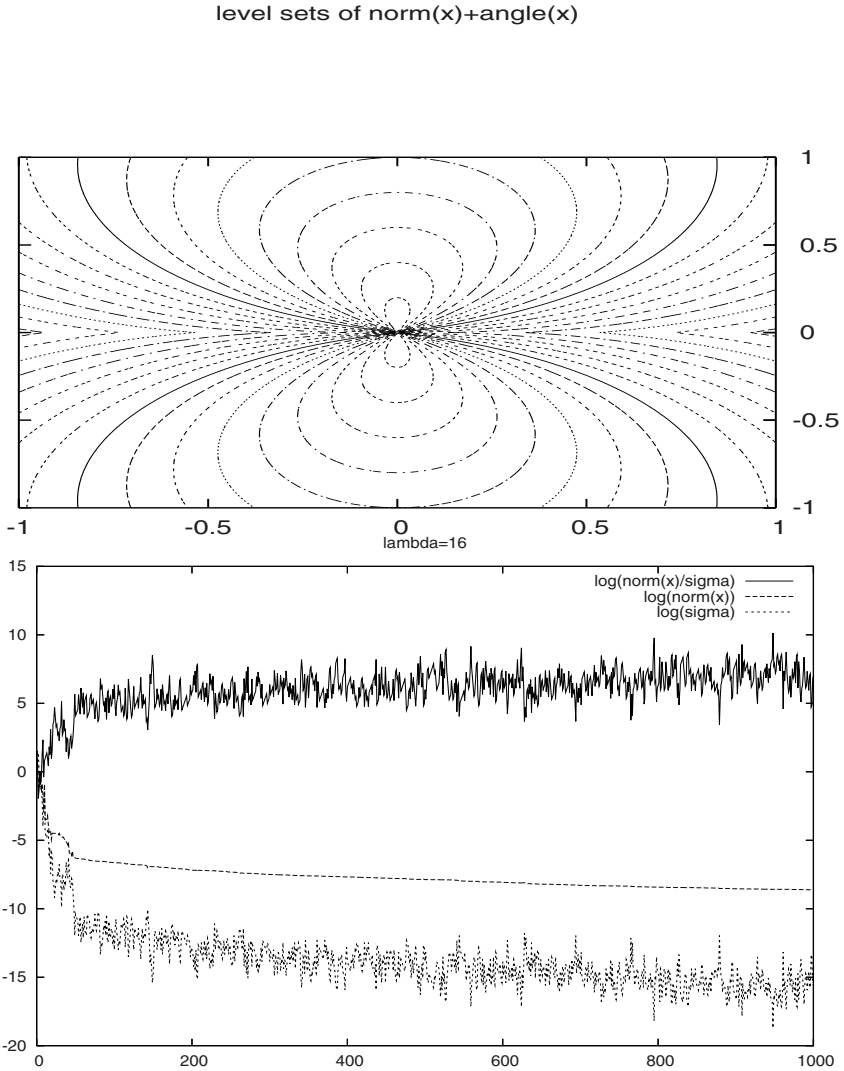 level sets of norm(x)+angle(x)
1
0.5
0
-0.5
-1
-1 -0.5 0 0.5 1
lambda=16
15
log(norm(x)/sigma)
log(norm(x))
log(sigma)
10
5
0
-5
-10
-15
-20
0 200 400 600 800 1000